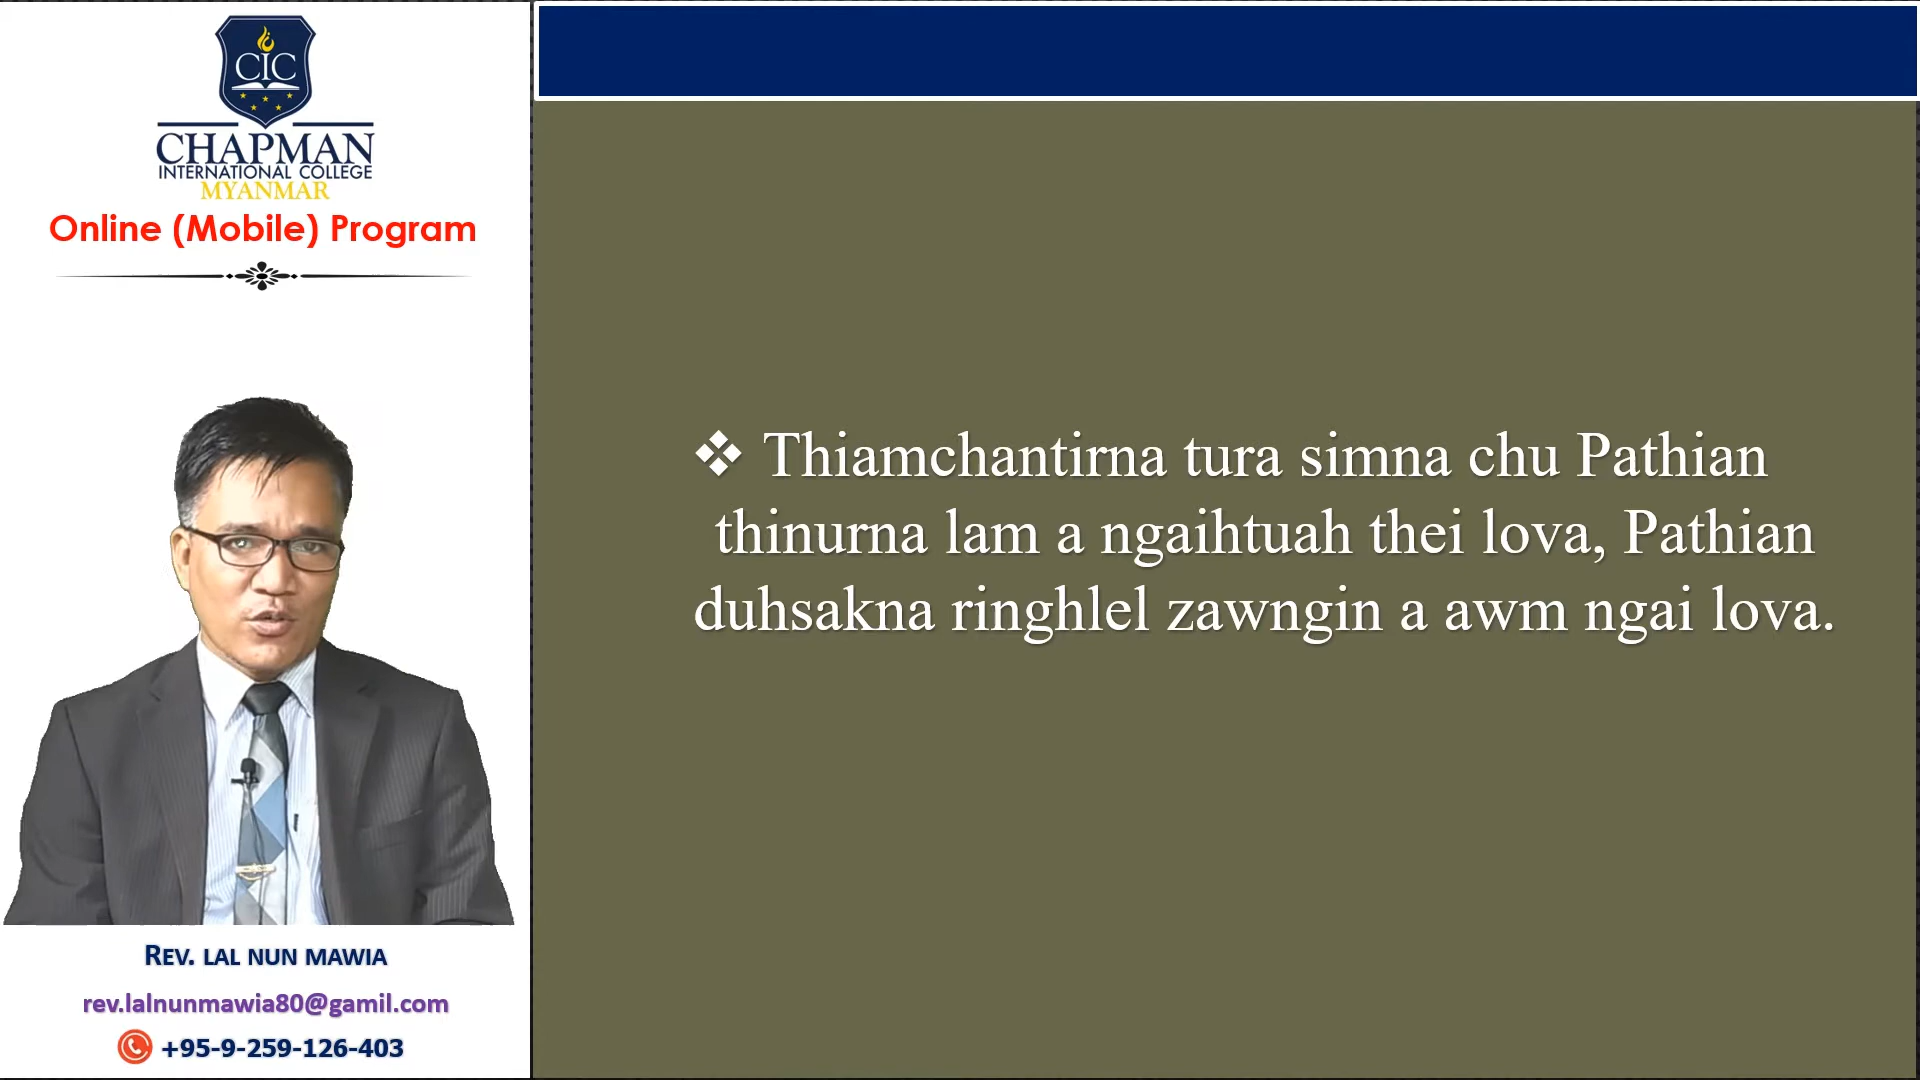 CIC
CHAPMAN
INTERNATIONAL COLLEGE
MYANMAR
Online (Mobile) Program
REV. LAL NUN MAWIA
rev.lalnunmawia80@gamil.com
+95-9-259-126-403
❖ Thiamchantirna tura simna chu Pathian
thinurna lam a ngaihtuah thei lova, Pathian
duhsakna ringhlel zawngin a awm ngai lova.